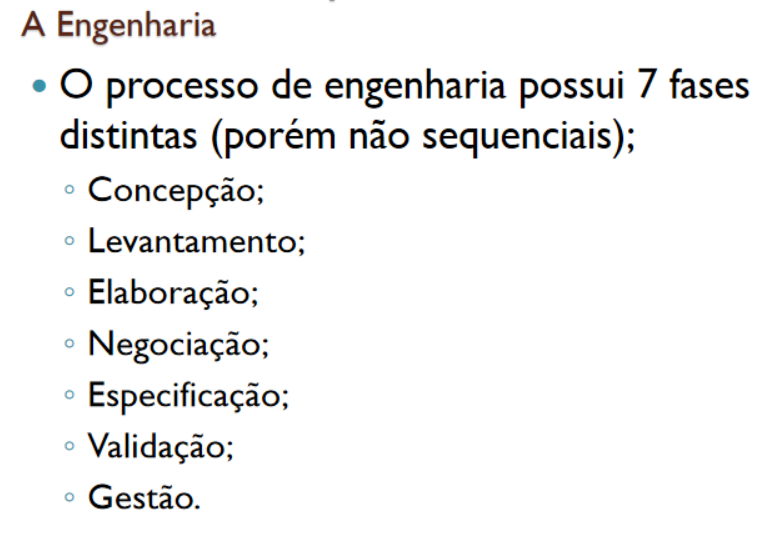 A Engenharia
• O processo de engenharia possui 7 fases
distintas (porém não sequenciais);
◦ Concepção;
◦ Levantamento;
◦ Elaboração;
◦ Negociação;
◦ Especificação;
◦ Validação;
◦ Gestão.